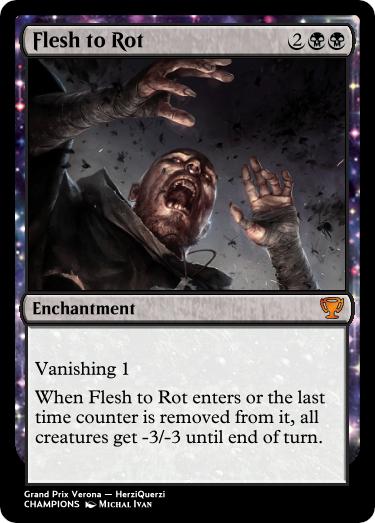 Flesh to Rot 2
Enchantment
Vanishing 1
When Flesh to Rot enters or the last
time counter is removed from it, all
creatures get -3/-3 until end of turn.
Grand Prix Verona — HerziQuerzi
CHAMPIONS Michal Ivan